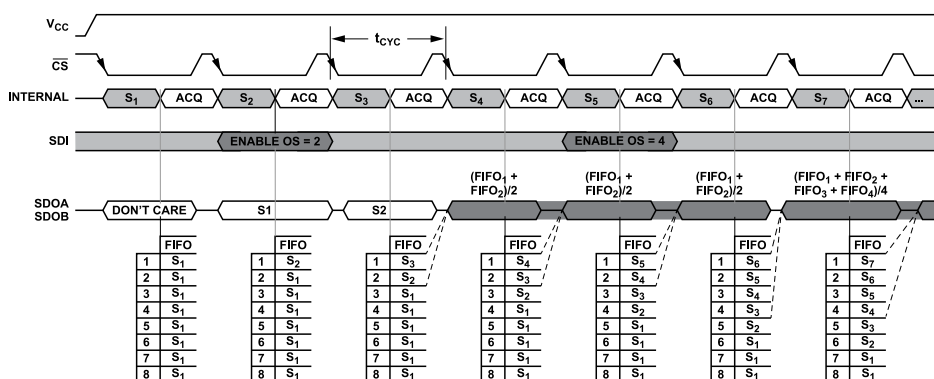 V_CC
t_CYC
CS
INTERNAL S₁ ACQ S₂ ACQ S₃ ACQ S₄ ACQ S₅ ACQ S₆ ACQ S₇ ACQ ...
SDI ENABLE OS = 2 ENABLE OS = 4
(FIFO₁ + (FIFO₁ + (FIFO₁ + (FIFO₁ + FIFO₂ +
FIFO₂)/2 FIFO₂)/2 FIFO₂)/2 FIFO₃ + FIFO₄)/4
SDOA
SDOB DON'T CARE S1 S2
FIFO FIFO FIFO FIFO FIFO FIFO FIFO
1 S₁ 1 S₂ 1 S₃ 1 S₄ 1 S₅ 1 S₆ 1 S₇
2 S₁ 2 S₁ 2 S₂ 2 S₃ 2 S₄ 2 S₅ 2 S₆
3 S₁ 3 S₁ 3 S₁ 3 S₂ 3 S₃ 3 S₄ 3 S₅
4 S₁ 4 S₁ 4 S₁ 4 S₁ 4 S₂ 4 S₃ 4 S₄
5 S₁ 5 S₁ 5 S₁ 5 S₁ 5 S₁ 5 S₂ 5 S₃
6 S₁ 6 S₁ 6 S₁ 6 S₁ 6 S₁ 6 S₁ 6 S₂
7 S₁ 7 S₁ 7 S₁ 7 S₁ 7 S₁ 7 S₁ 7 S₁
8 S₁ 8 S₁ 8 S₁ 8 S₁ 8 S₁ 8 S₁ 8 S₁